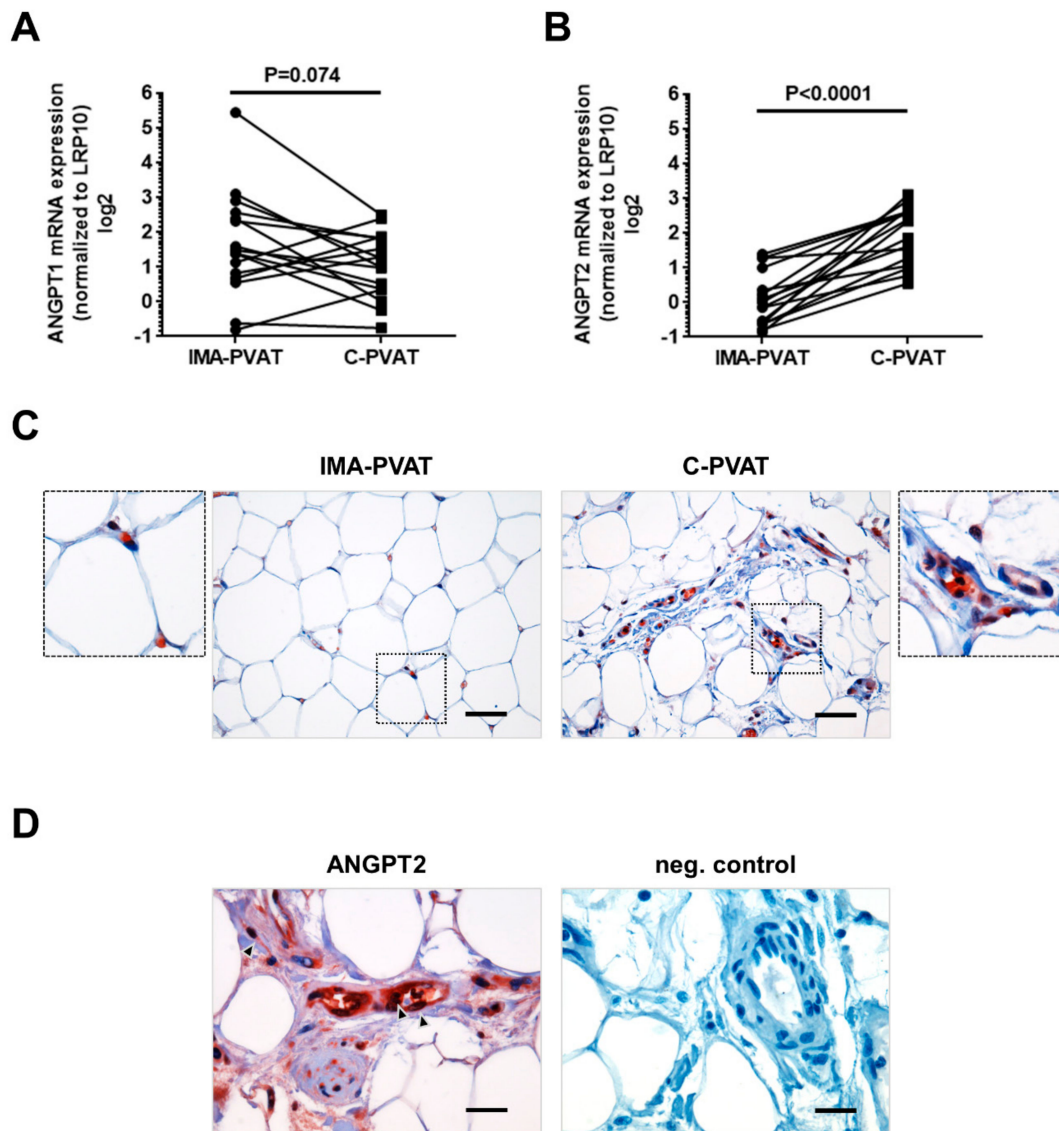 A
B
P=0.074
ANGPT1 mRNA expression
(normalized to LRP10)
log2
6
5
4
3
2
1
0
-1
IMA-PVAT
C-PVAT
P<0.0001
ANGPT2 mRNA expression
(normalized to LRP10)
log2
6
5
4
3
2
1
0
-1
IMA-PVAT
C-PVAT
C
IMA-PVAT
C-PVAT
D
ANGPT2
neg. control